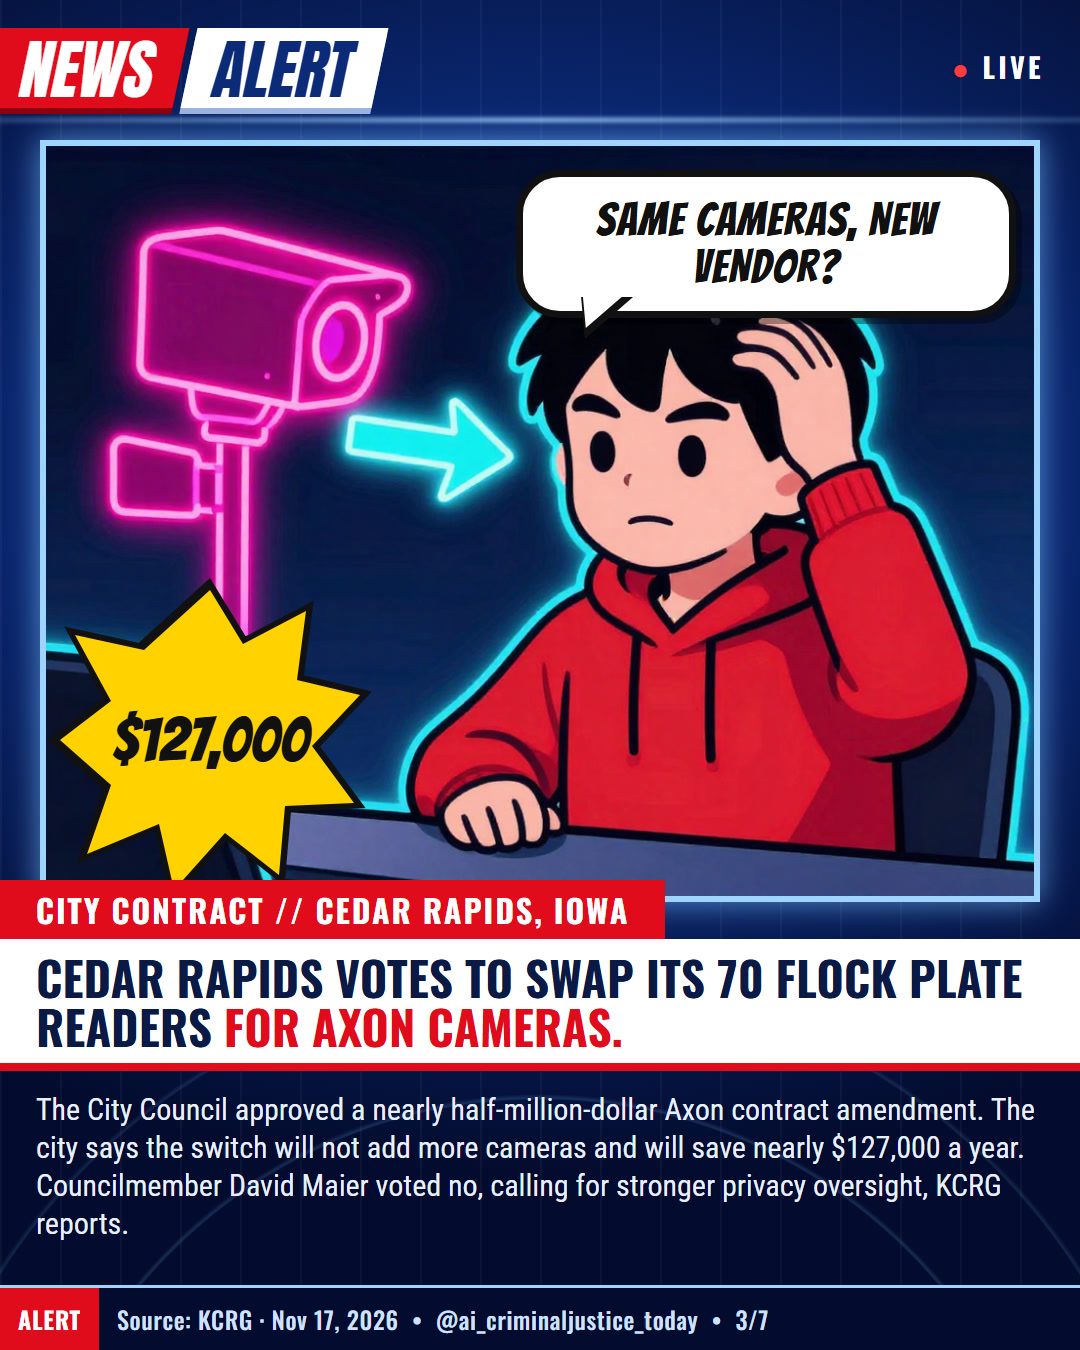 NEWS ALERT
LIVE
SAME CAMERAS, NEW
VENDOR?
$127,000
CITY CONTRACT // CEDAR RAPIDS, IOWA
CEDAR RAPIDS VOTES TO SWAP ITS 70 FLOCK PLATE
READERS FOR AXON CAMERAS.
The City Council approved a nearly half-million-dollar Axon contract amendment. The
city says the switch will not add more cameras and will save nearly $127,000 a year.
Councilmember David Maier voted no, calling for stronger privacy oversight, KCRG
reports.
ALERT Source: KCRG · Nov 17, 2026 • @ai_criminaljustice_today • 3/7